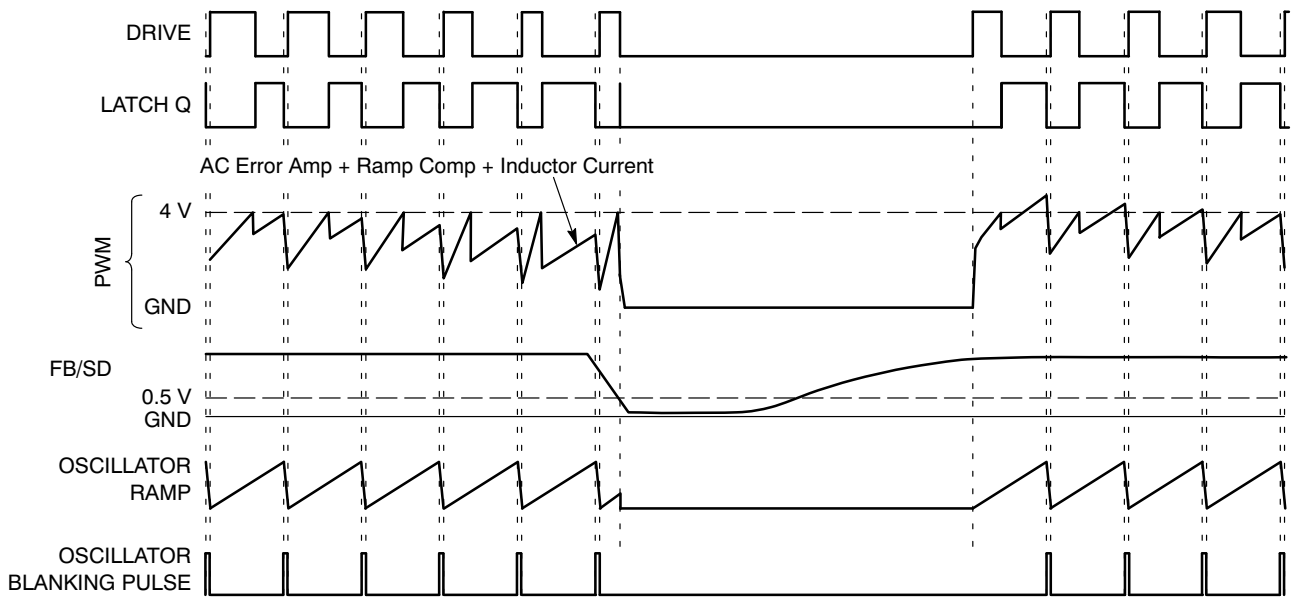 DRIVE
LATCH Q
AC Error Amp + Ramp Comp + Inductor Current
4 V
PWM
GND
FB/SD
0.5 V
GND
OSCILLATOR
RAMP
OSCILLATOR
BLANKING PULSE